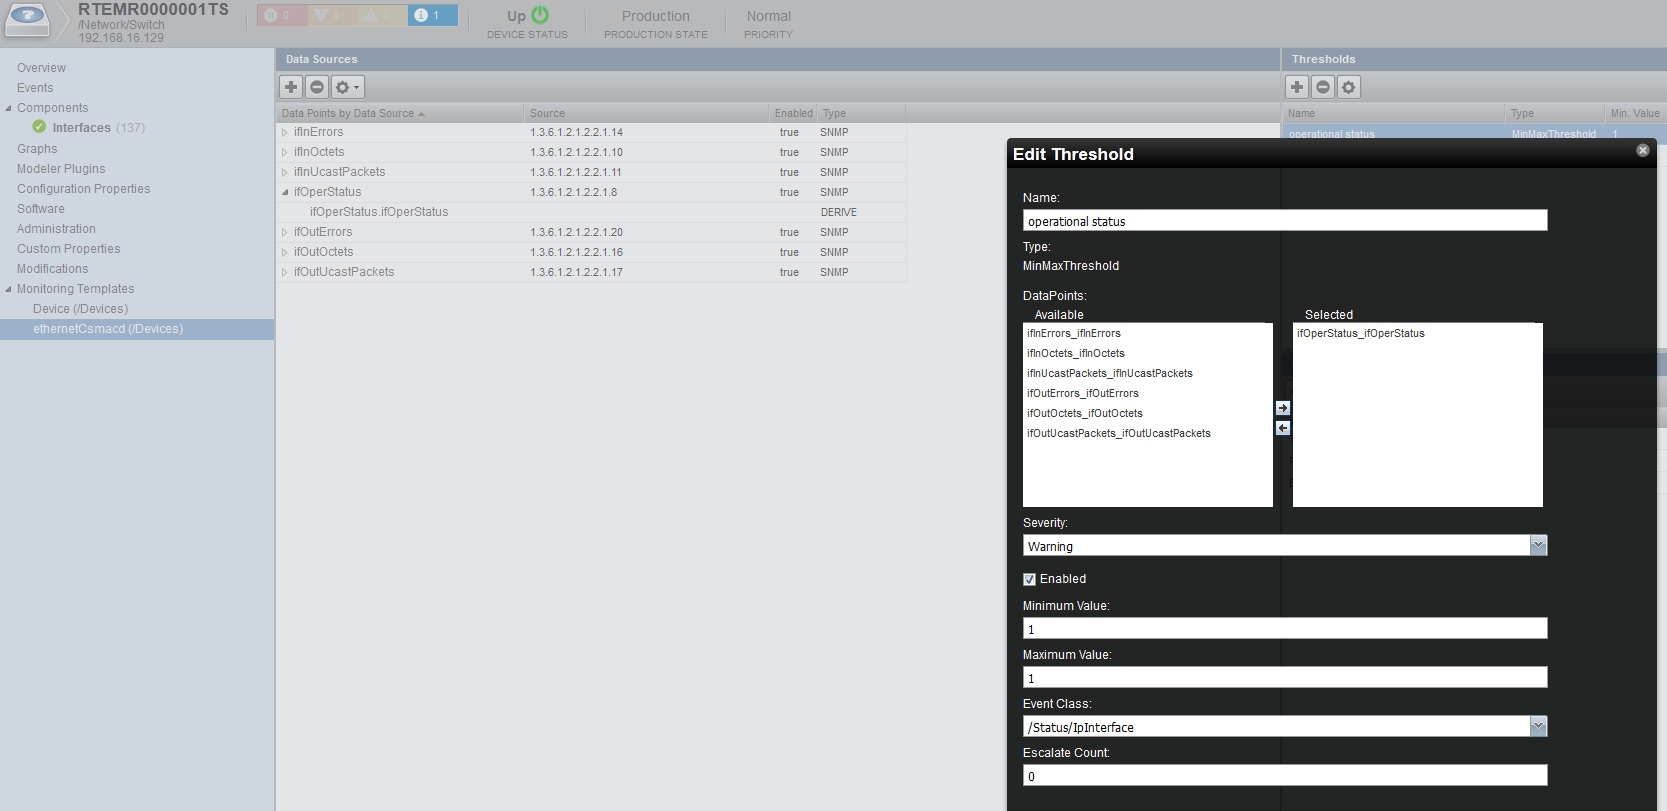 RTEMR0000001TS
/Network/Switch
192.168.16.129
0 0 0 1
Up
DEVICE STATUS
Production
PRODUCTION STATE
Normal
PRIORITY
Overview
Events
Components
Interfaces (137)
Graphs
Modeler Plugins
Configuration Properties
Software
Administration
Custom Properties
Modifications
Monitoring Templates
Device (/Devices)
ethernetCsmacd (/Devices)
Data Sources
Data Points by Data Source Source Enabled Type
ifInErrors 1.3.6.1.2.1.2.2.1.14 true SNMP
ifInOctets 1.3.6.1.2.1.2.2.1.10 true SNMP
ifInUcastPackets 1.3.6.1.2.1.2.2.1.11 true SNMP
ifOperStatus 1.3.6.1.2.1.2.2.1.8 true SNMP
ifOperStatus.ifOperStatus DERIVE
ifOutErrors 1.3.6.1.2.1.2.2.1.20 true SNMP
ifOutOctets 1.3.6.1.2.1.2.2.1.16 true SNMP
ifOutUcastPackets 1.3.6.1.2.1.2.2.1.17 true SNMP
Thresholds
Name Type Min. Value
operational status MinMaxThreshold 1
Edit Threshold
Name:
operational status
Type:
MinMaxThreshold
DataPoints:
Available
ifInErrors_ifInErrors
ifInOctets_ifInOctets
ifInUcastPackets_ifInUcastPackets
ifOutErrors_ifOutErrors
ifOutOctets_ifOutOctets
ifOutUcastPackets_ifOutUcastPackets
Selected
ifOperStatus_ifOperStatus
Severity:
Warning
Enabled
Minimum Value:
1
Maximum Value:
1
Event Class:
/Status/IpInterface
Escalate Count:
0